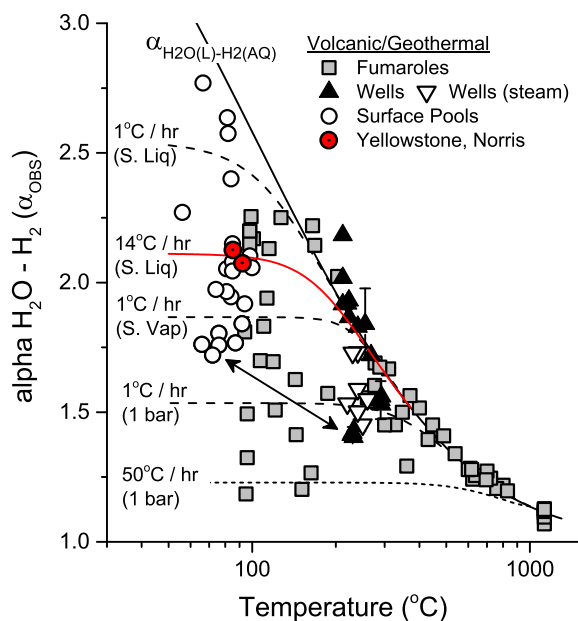 3.0
2.5
2.0
1.5
1.0
alpha H2O - H2 (αOBS)
αH2O(L)-H2(AQ)
Volcanic/Geothermal
Fumaroles
Wells Wells (steam)
Surface Pools
Yellowstone, Norris
1°C / hr
(S. Liq)
14°C / hr
(S. Liq)
1°C / hr
(S. Vap)
1°C / hr
(1 bar)
50°C / hr
(1 bar)
100 1000
Temperature (°C)